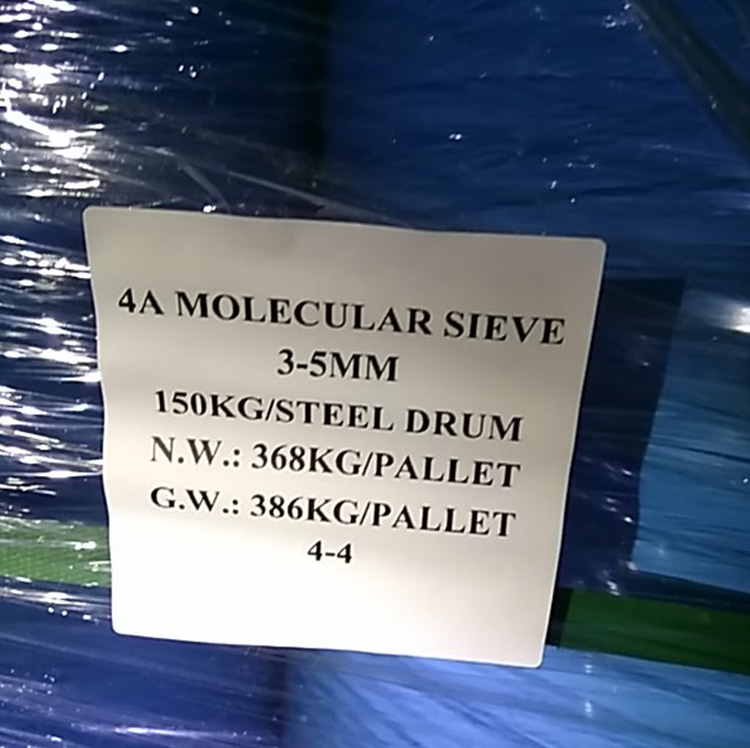 4A MOLECULAR SIEVE
3-5MM
150KG/STEEL DRUM
N.W.: 368KG/PALLET
G.W.: 386KG/PALLET
4-4